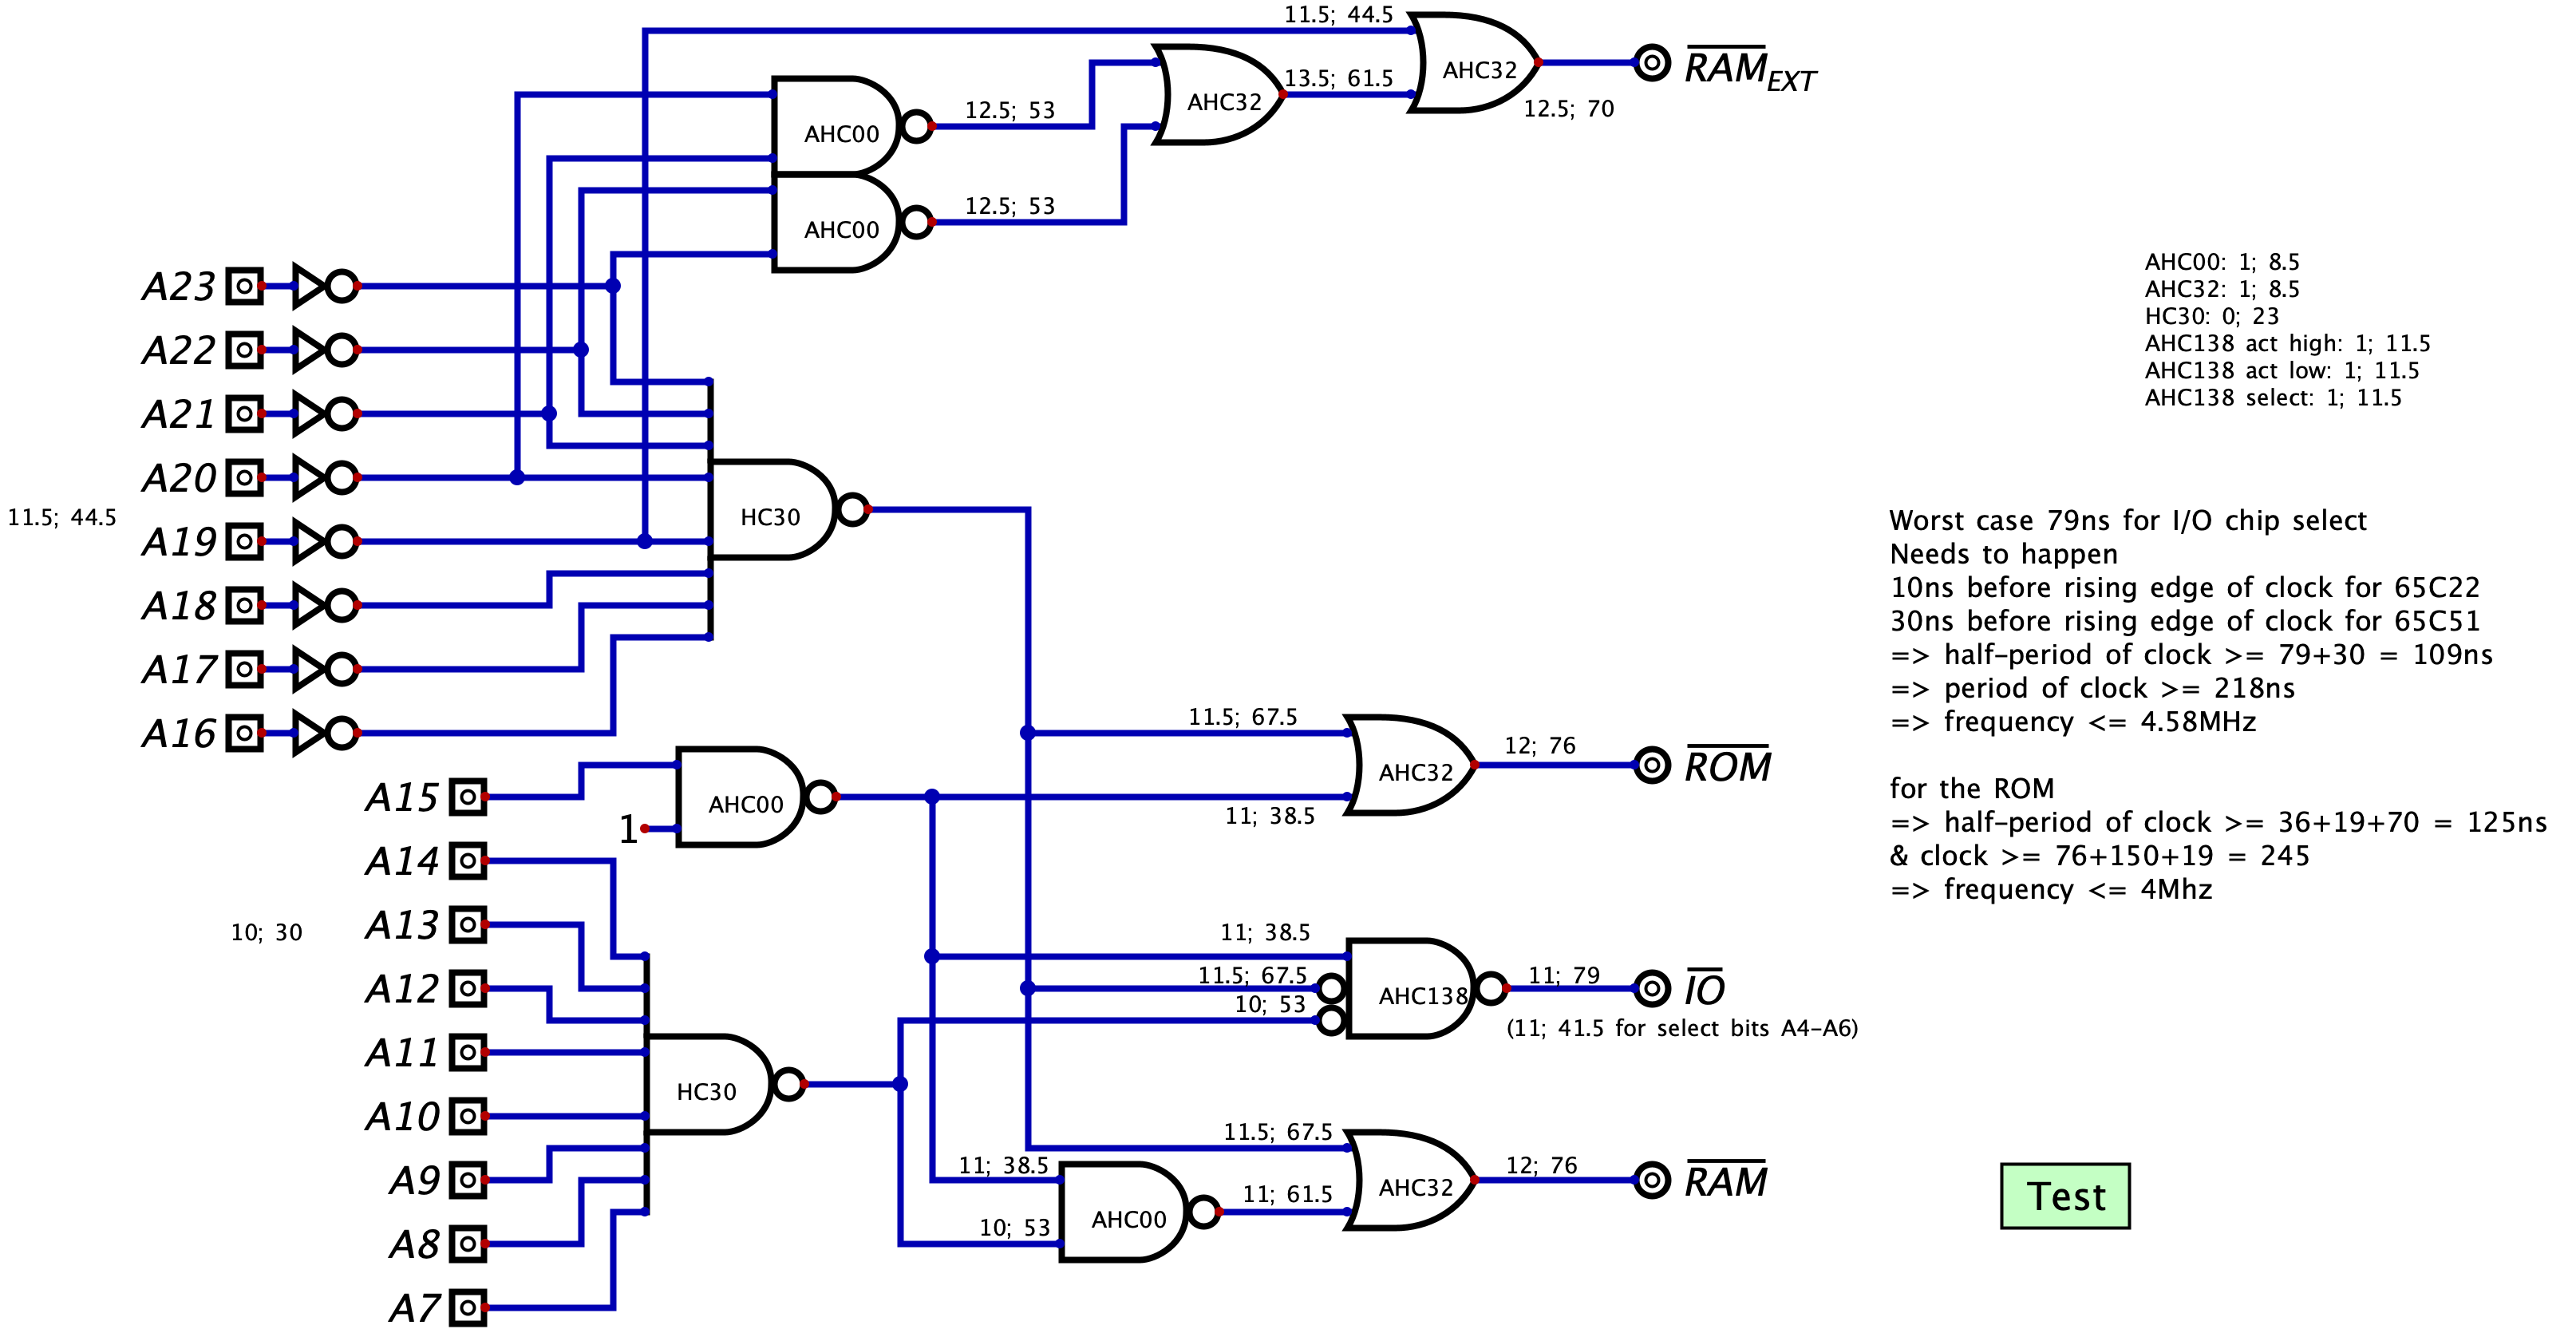 11.5; 44.5
AHC32
RAM EXT
12.5; 70
13.5; 61.5
AHC32
AHC00
12.5; 53
AHC00
12.5; 53
A23
A22
A21
A20
A19
A18
A17
A16
11.5; 44.5
HC30
AHC00: 1; 8.5
AHC32: 1; 8.5
HC30: 0; 23
AHC138 act high: 1; 11.5
AHC138 act low: 1; 11.5
AHC138 select: 1; 11.5
Worst case 79ns for I/O chip select
Needs to happen
10ns before rising edge of clock for 65C22
30ns before rising edge of clock for 65C51
=> half-period of clock >= 79+30 = 109ns
=> period of clock >= 218ns
=> frequency <= 4.58MHz
for the ROM
=> half-period of clock >= 36+19+70 = 125ns
& clock >= 76+150+19 = 245
=> frequency <= 4Mhz
A15
1
AHC00
11.5; 67.5
11; 38.5
AHC32
12; 76
ROM
A14
A13
A12
A11
A10
A9
A8
A7
10; 30
HC30
11; 38.5
11.5; 67.5
10; 53
AHC138
11; 79
IO
(11; 41.5 for select bits A4-A6)
11; 38.5
10; 53
AHC00
11.5; 67.5
11; 61.5
AHC32
12; 76
RAM
Test